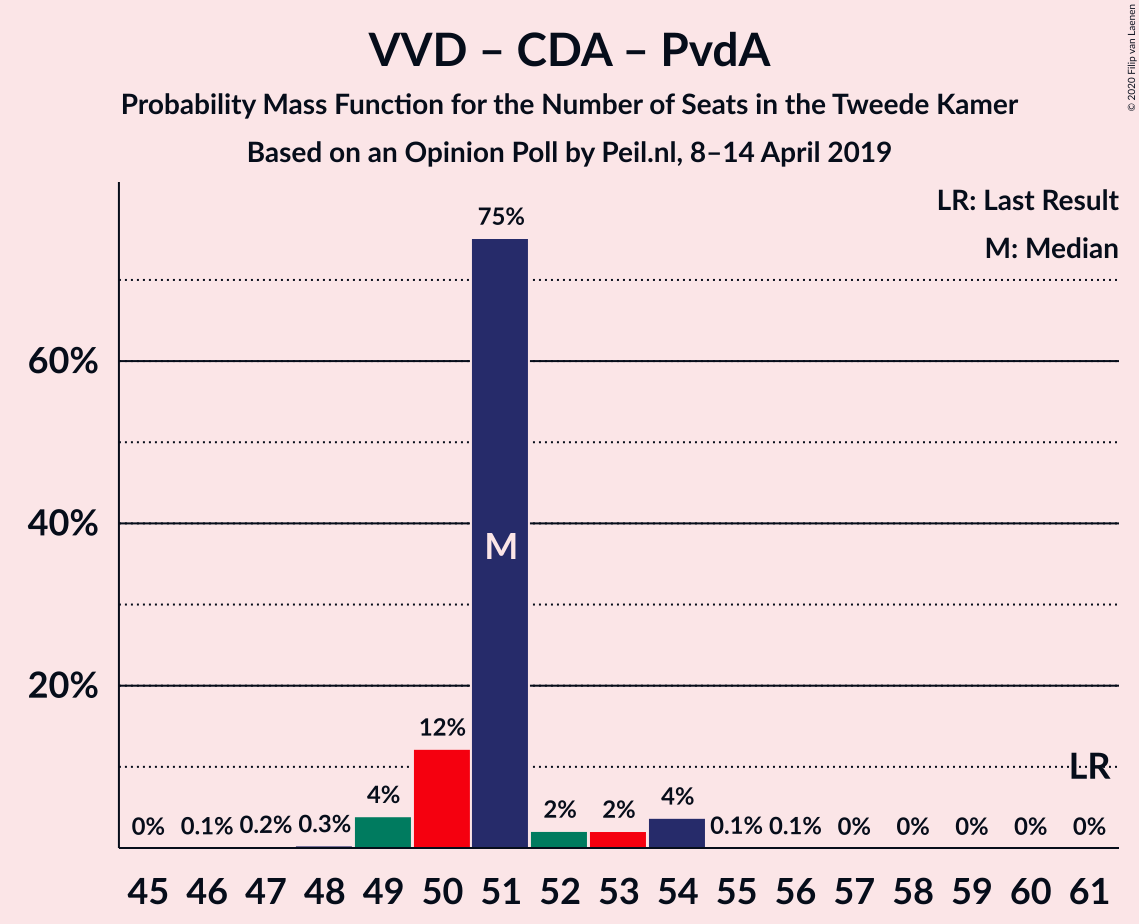 VVD – CDA – PvdA
Probability Mass Function for the Number of Seats in the Tweede Kamer
Based on an Opinion Poll by Peil.nl, 8–14 April 2019
© 2020 Filip van Laenen
LR: Last Result
M: Median
75%
60%
40%
M
20%
12%
LR
0% 0.1% 0.2% 0.3% 4% 2% 2% 4% 0.1% 0.1% 0% 0% 0% 0% 0%
45 46 47 48 49 50 51 52 53 54 55 56 57 58 59 60 61